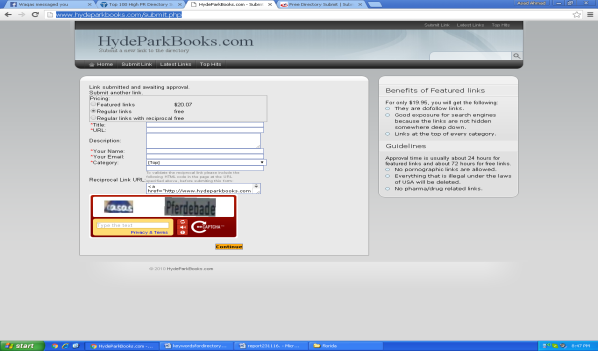 Waqas messaged you
Top 100 High PR Directory S
HydePark Books.com - Subm
Free Directory Submit | Sub
Asad Ahmad
www.hydeparkbooks.com/submit.php
Submit Link Latest Links Top Hits
HydeParkBooks.com
Submit a new link to the directory
Home Submit Link Latest Links Top Hits
Link submitted and awaiting approval
Submit another link.
Pricing:
Featured links $20.07
Regular links free
Regular links with reciprocal free
*Title:
*URL:
Description:
*Your Name:
*Your Email
*Category: [Top]
To validate the reciprocal link please include the
following HTML code in the page at the URL
specified above, before submitting this form:
Reciprocal Link URL
<a
href="http://www.hydeparkbooks.com
Pferdebade
Type the text
Privacy & Terms
reCAPTCHA
Continue
Benefits of Featured links
For only $19.95, you will get the following:
They are dofollow links.
Good exposure for search engines
because the links are not hidden
somewhere deep down.
Links at the top of every category.
Guidelines
Approval time is usually about 24 hours for
featured links and about 72 hours for free links.
No pornographic links are allowed.
Everything that is illegal under the laws
of USA will be deleted.
No pharma/drug related links.
© 2010 HydeParkBooks.com
start
HydeParkBooks.com -...
keywordsfordirectory...
report231116. - Micr...
florida
6:47 PM